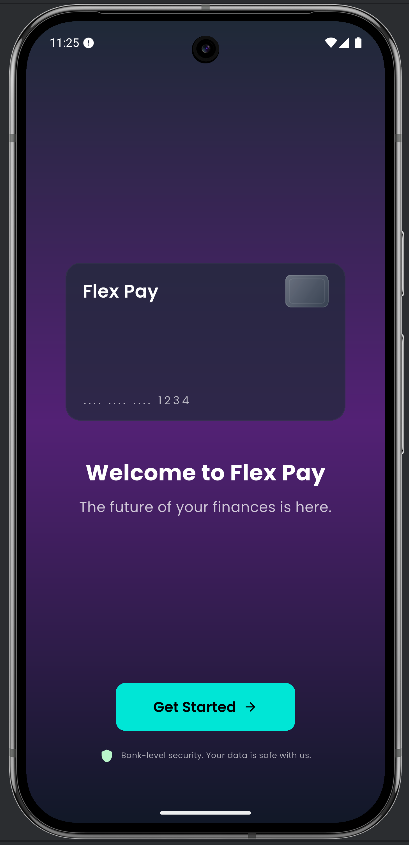 11:25
Flex Pay
.... .... .... 1234
Welcome to Flex Pay
The future of your finances is here.
Get Started →
Bank-level security. Your data is safe with us.